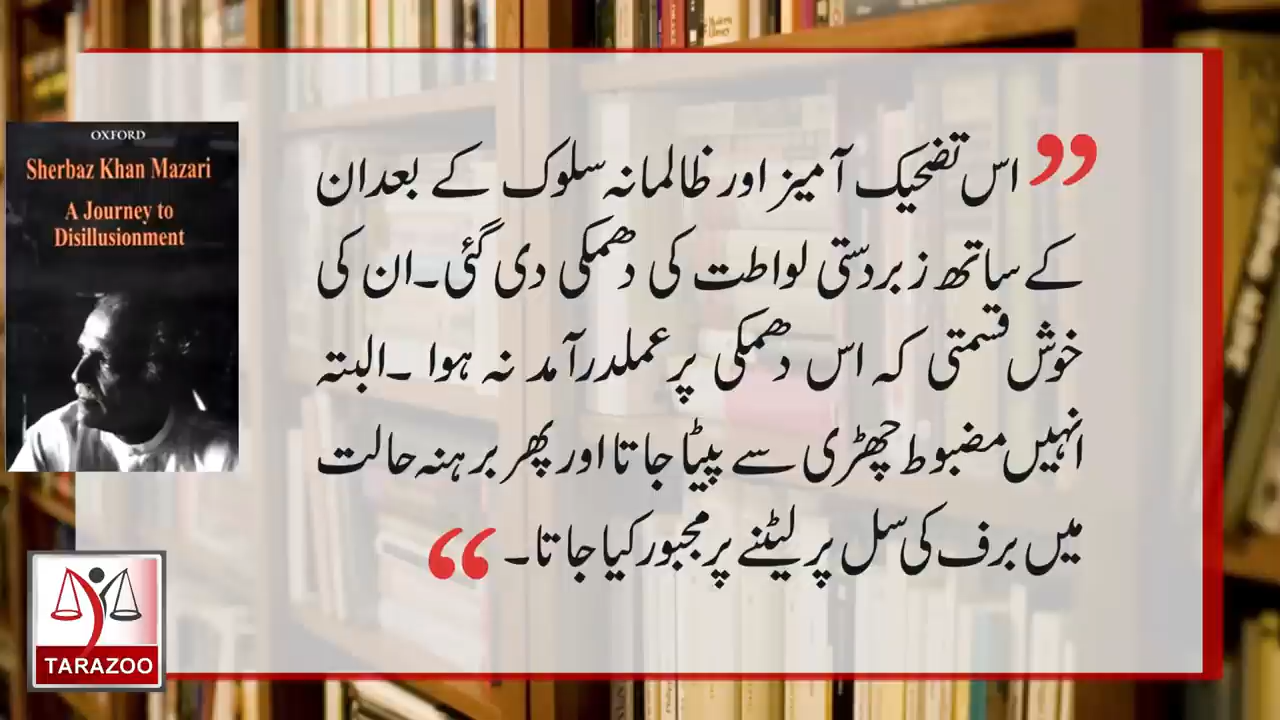 OXFORD
Sherbaz Khan Mazari
A Journey to
Disillusionment
”اس تضحیک آمیز اور ظالمانہ سلوک کے بعد ان
کے ساتھ زبردستی لواطت کی دھمکی دی گئی۔ان کی
خوش قسمتی کہ اس دھمکی پر عملدرآمد نہ ہوا ۔البتہ
انہیں مضبوط چھڑی سے پیٹا جاتا اور پھر برہنہ حالت
میں برف کی سل پر لیٹنے پر مجبور کیا جاتا۔“
TARAZOO